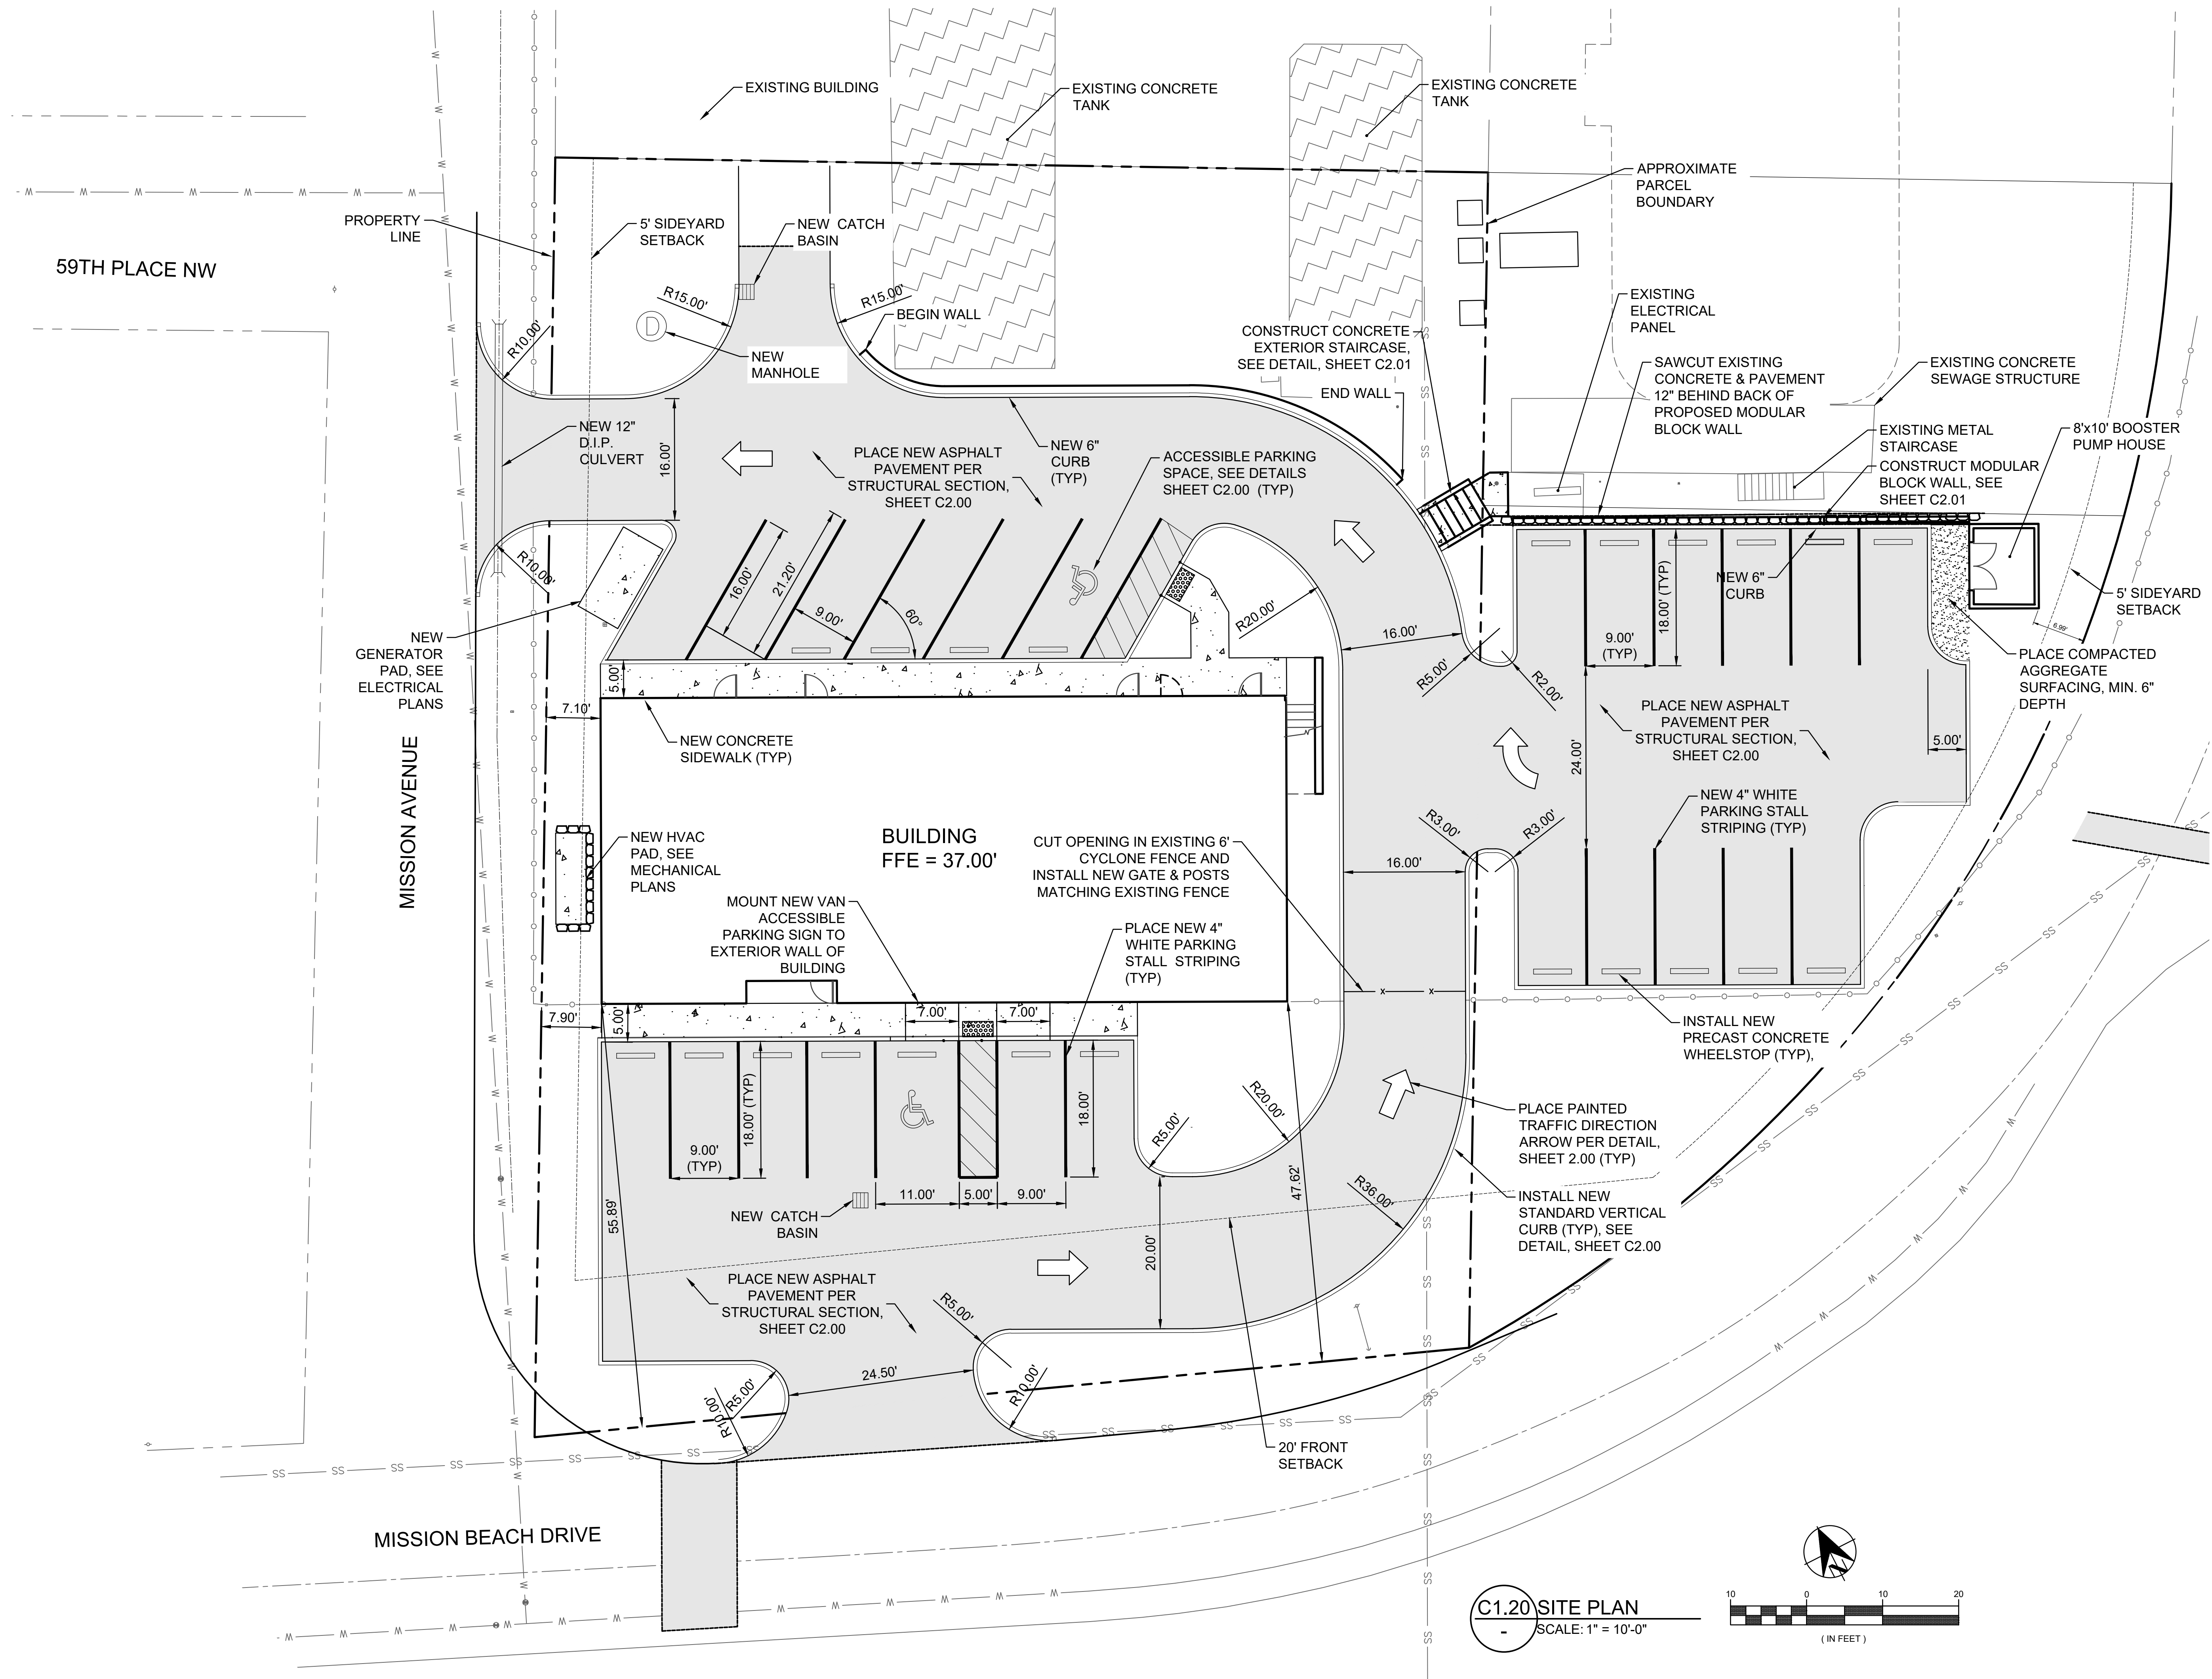 EXISTING BUILDING
EXISTING CONCRETE
TANK
EXISTING CONCRETE
TANK
APPROXIMATE
PARCEL
BOUNDARY
PROPERTY
LINE
5' SIDEYARD
SETBACK
NEW CATCH
BASIN
59TH PLACE NW
R15.00'
R15.00'
BEGIN WALL
D
R10.00'
NEW
MANHOLE
EXISTING
ELECTRICAL
PANEL
CONSTRUCT CONCRETE
EXTERIOR STAIRCASE,
SEE DETAIL, SHEET C2.01
END WALL
SAWCUT EXISTING
CONCRETE & PAVEMENT
12" BEHIND BACK OF
PROPOSED MODULAR
BLOCK WALL
EXISTING CONCRETE
SEWAGE STRUCTURE
EXISTING METAL
STAIRCASE
8'x10' BOOSTER
PUMP HOUSE
CONSTRUCT MODULAR
BLOCK WALL, SEE
SHEET C2.01
NEW 12"
D.I.P.
CULVERT
16.00'
PLACE NEW ASPHALT
PAVEMENT PER
STRUCTURAL SECTION,
SHEET C2.00
NEW 6"
CURB
(TYP)
ACCESSIBLE PARKING
SPACE, SEE DETAILS
SHEET C2.00 (TYP)
R10.00'
16.00'
21.20'
9.00'
60°
R20.00'
16.00'
R5.00'
R2.00'
NEW 6"
CURB
18.00' (TYP)
9.00'
(TYP)
5' SIDEYARD
SETBACK
6.99'
NEW
GENERATOR
PAD, SEE
ELECTRICAL
PLANS
5.00'
7.10'
NEW CONCRETE
SIDEWALK (TYP)
PLACE COMPACTED
AGGREGATE
SURFACING, MIN. 6"
DEPTH
PLACE NEW ASPHALT
PAVEMENT PER
STRUCTURAL SECTION,
SHEET C2.00
5.00'
24.00'
MISSION AVENUE
NEW HVAC
PAD, SEE
MECHANICAL
PLANS
BUILDING
FFE = 37.00'
CUT OPENING IN EXISTING 6'
CYCLONE FENCE AND
INSTALL NEW GATE & POSTS
MATCHING EXISTING FENCE
R3.00'
R3.00'
16.00'
NEW 4" WHITE
PARKING STALL
STRIPING (TYP)
MOUNT NEW VAN
ACCESSIBLE
PARKING SIGN TO
EXTERIOR WALL OF
BUILDING
PLACE NEW 4"
WHITE PARKING
STALL STRIPING
(TYP)
7.90'
5.00'
7.00'
7.00'
INSTALL NEW
PRECAST CONCRETE
WHEELSTOP (TYP),
18.00' (TYP)
9.00'
(TYP)
18.00'
R5.00'
R20.00'
11.00'
5.00'
9.00'
NEW CATCH
BASIN
55.89'
47.62'
R36.00'
20.00'
PLACE PAINTED
TRAFFIC DIRECTION
ARROW PER DETAIL,
SHEET 2.00 (TYP)
INSTALL NEW
STANDARD VERTICAL
CURB (TYP), SEE
DETAIL, SHEET C2.00
PLACE NEW ASPHALT
PAVEMENT PER
STRUCTURAL SECTION,
SHEET C2.00
R5.00'
24.50'
R10.00'
R5.00'
R10.00'
20' FRONT
SETBACK
MISSION BEACH DRIVE
C1.20 SITE PLAN
-
SCALE: 1" = 10'-0"
N
10 0 10 20
( IN FEET )